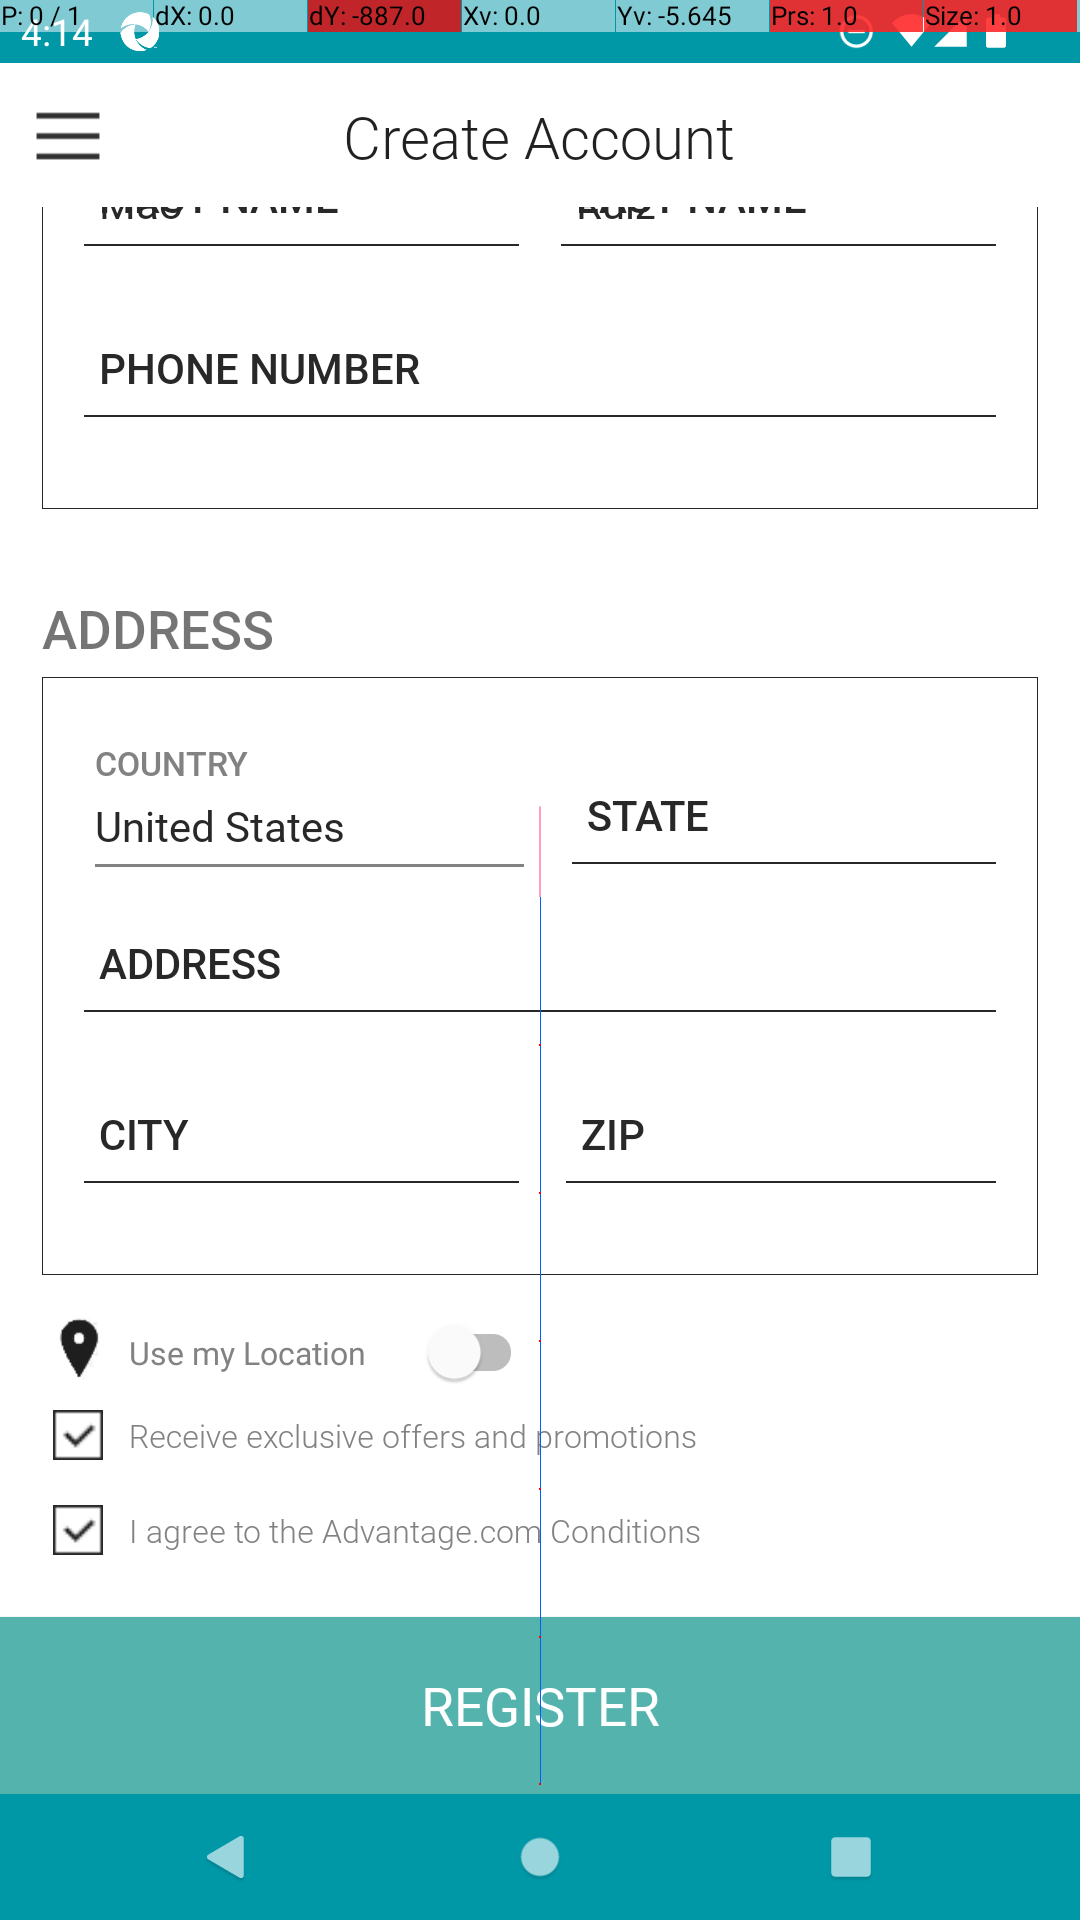 P: 0 / 1 dX: 0.0 dY: -887.0 Xv: 0.0 Yv: -5.645 Prs: 1.0 Size: 1.0
4:14
Create Account
PHONE NUMBER
ADDRESS
COUNTRY
United States
STATE
ADDRESS
CITY
ZIP
Use my Location
Receive exclusive offers and promotions
I agree to the Advantage.com Conditions
REGISTER